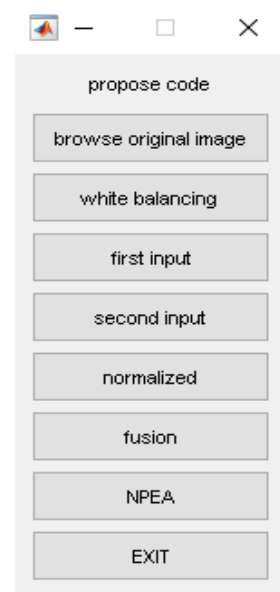 propose code
browse original image
white balancing
first input
second input
normalized
fusion
NPEA
EXIT